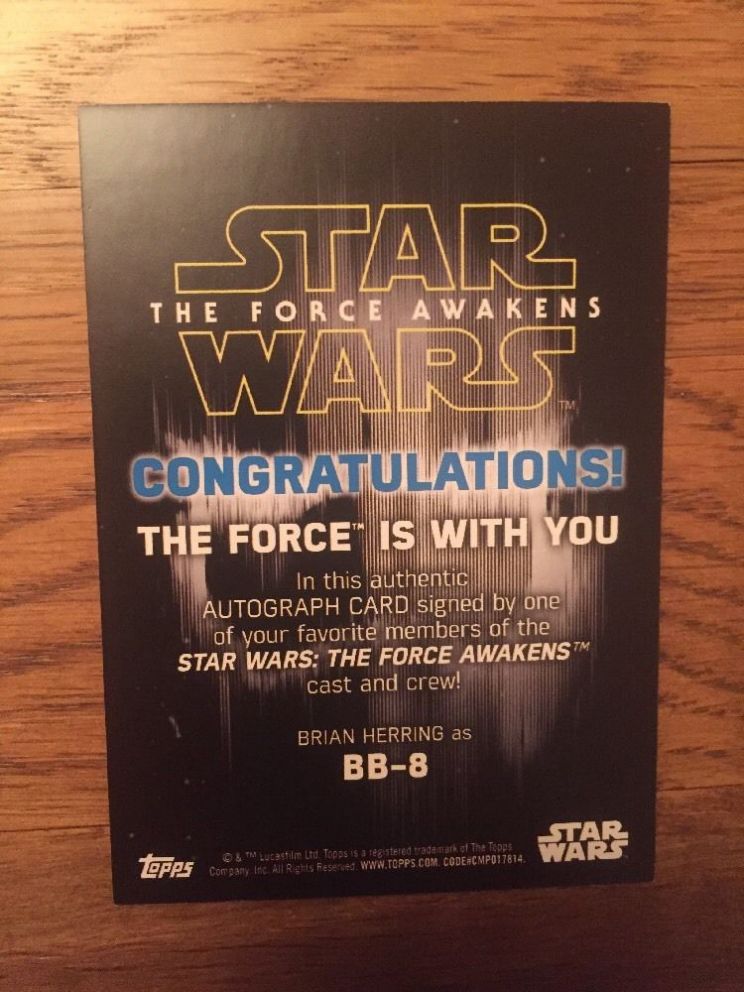 STAR
THE FORCE AWAKENS
WARS
TM
CONGRATULATIONS!
THE FORCE™ IS WITH YOU
In this authentic
AUTOGRAPH CARD signed by one
of your favorite members of the
STAR WARS: THE FORCE AWAKENS™
cast and crew!
BRIAN HERRING as
BB-8
topps
© & ™ Lucasfilm Ltd. Topps is a registered trademark of The Topps
Company, Inc. All Rights Reserved. WWW.TOPPS.COM. CODE#CMP017814.
STAR
WARS